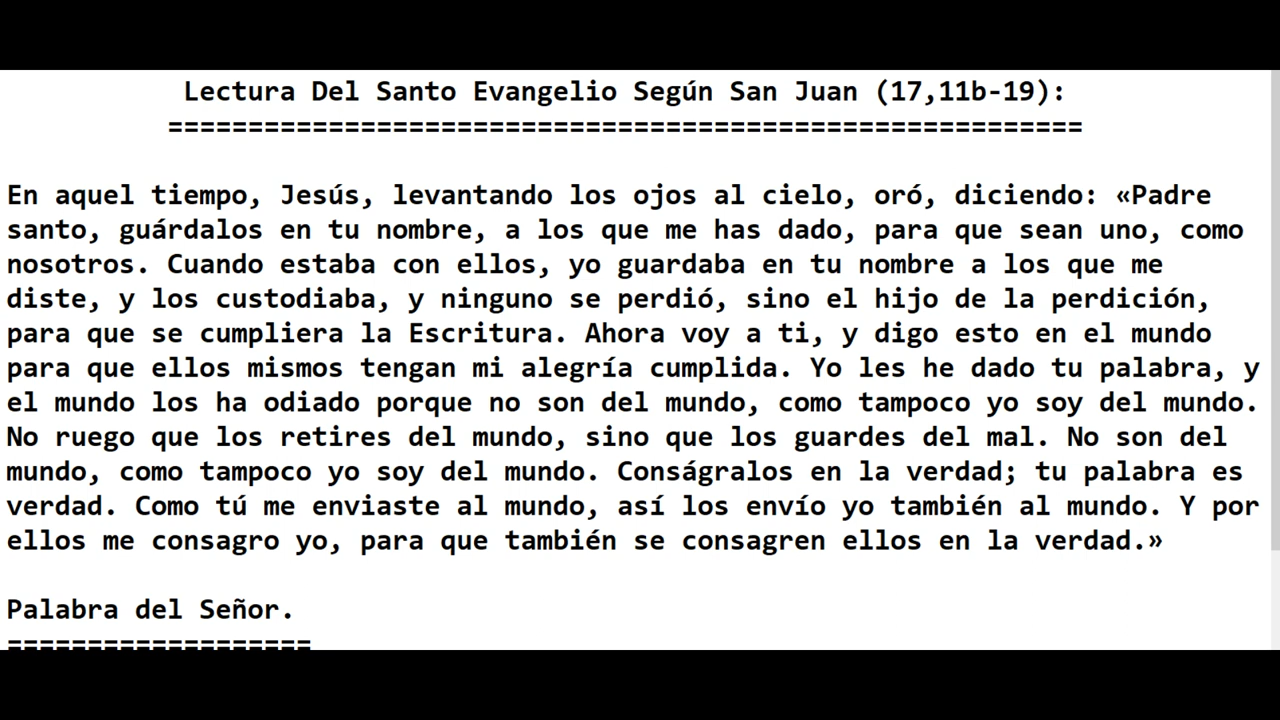 Lectura Del Santo Evangelio Según San Juan (17,11b-19):
=========================================================
En aquel tiempo, Jesús, levantando los ojos al cielo, oró, diciendo: «Padre
santo, guárdalos en tu nombre, a los que me has dado, para que sean uno, como
nosotros. Cuando estaba con ellos, yo guardaba en tu nombre a los que me
diste, y los custodiaba, y ninguno se perdió, sino el hijo de la perdición,
para que se cumpliera la Escritura. Ahora voy a ti, y digo esto en el mundo
para que ellos mismos tengan mi alegría cumplida. Yo les he dado tu palabra, y
el mundo los ha odiado porque no son del mundo, como tampoco yo soy del mundo.
No ruego que los retires del mundo, sino que los guardes del mal. No son del
mundo, como tampoco yo soy del mundo. Conságralos en la verdad; tu palabra es
verdad. Como tú me enviaste al mundo, así los envío yo también al mundo. Y por
ellos me consagro yo, para que también se consagren ellos en la verdad.»
Palabra del Señor.
===================